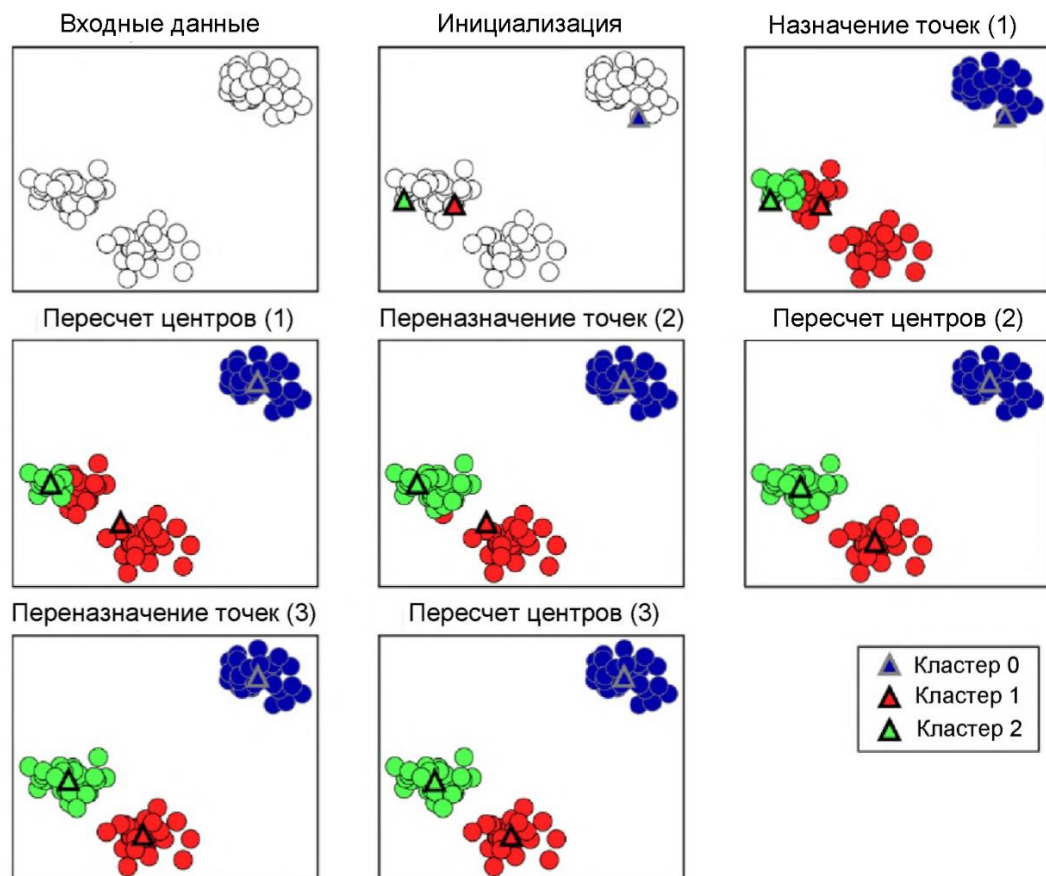 Входные данные
Инициализация
Назначение точек (1)
Пересчет центров (1)
Переназначение точек (2)
Пересчет центров (2)
Переназначение точек (3)
Пересчет центров (3)
Кластер 0
Кластер 1
Кластер 2